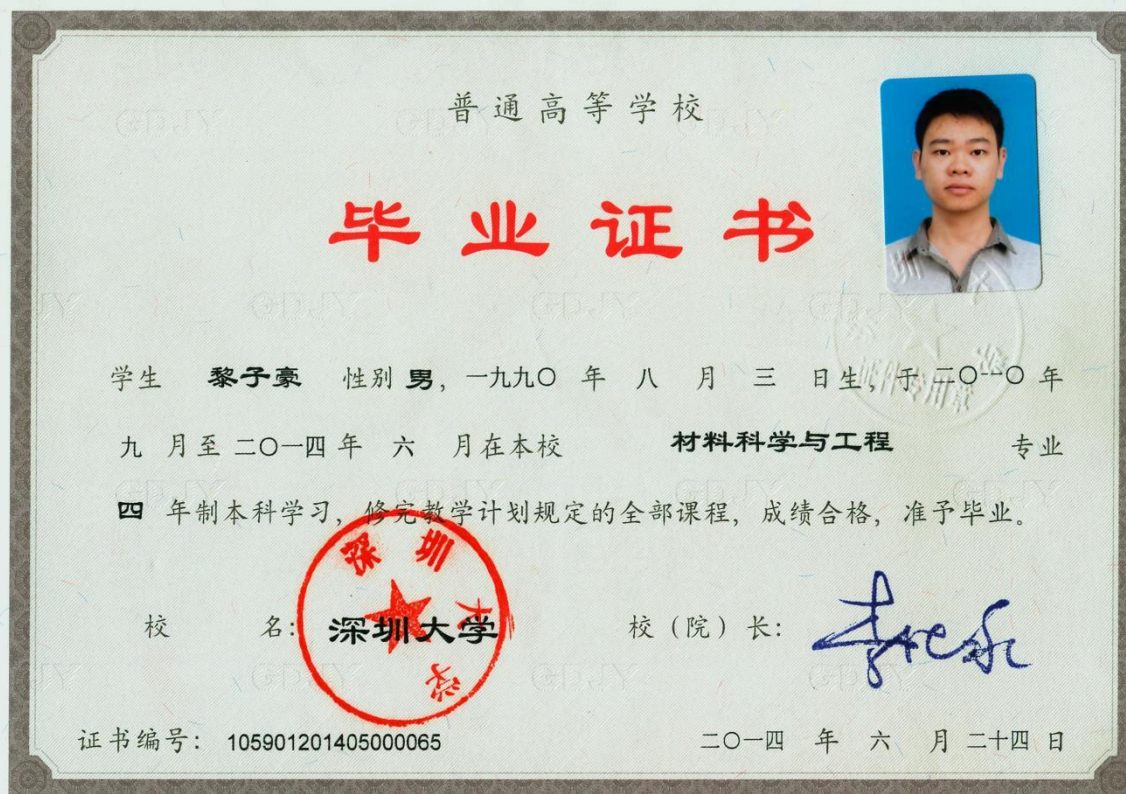 普通高等学校
毕业证书
学生 黎子豪 性别 男，一九九〇 年 八 月 三 日生，于 二〇一〇 年
九 月至 二〇一四 年 六 月在本校 材料科学与工程 专业
四 年制本科学习，修完教学计划规定的全部课程，成绩合格，准予毕业。
校 名： 深圳大学 校（院）长：
深圳大学
证书编号： 105901201405000065 二〇一四 年 六 月 二十四 日
GDJY